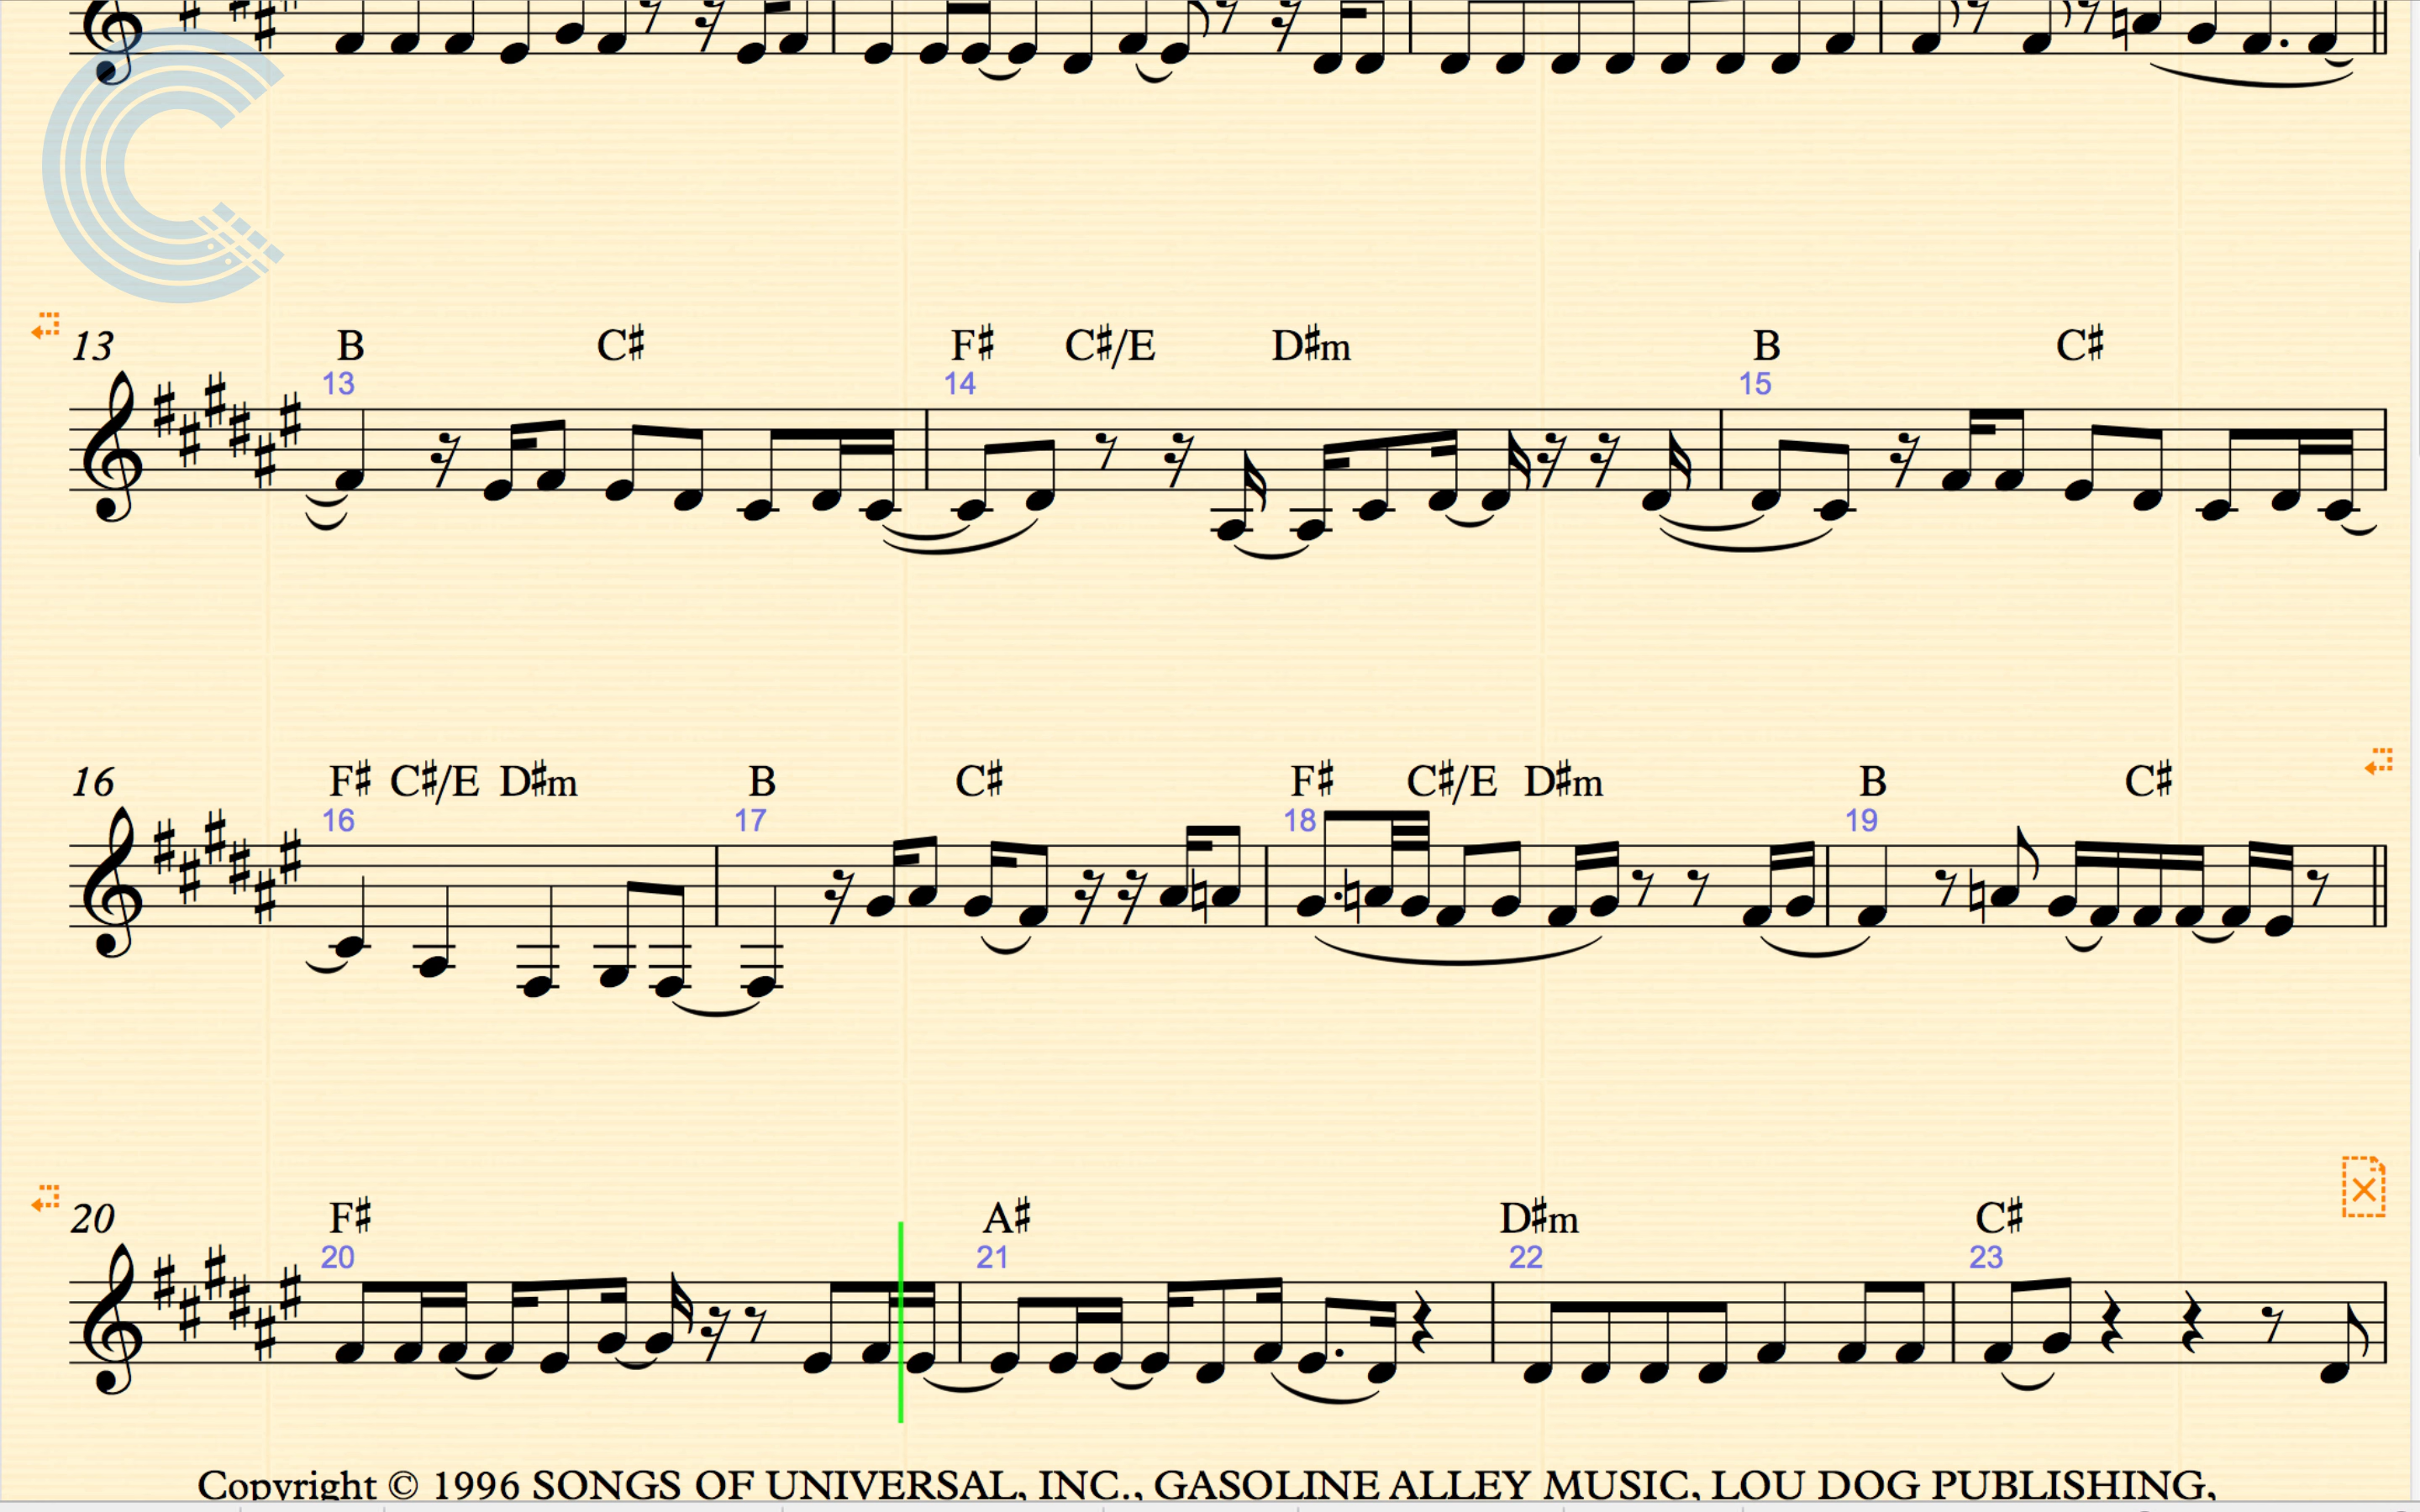 13 B C♯ F♯ C♯/E D♯m B C♯
13 14 15
16 F♯ C♯/E D♯m B C♯ F♯ C♯/E D♯m B C♯
16 17 18 19
20 F♯ A♯ D♯m C♯
20 21 22 23
Copyright © 1996 SONGS OF UNIVERSAL, INC., GASOLINE ALLEY MUSIC, LOU DOG PUBLISHING,